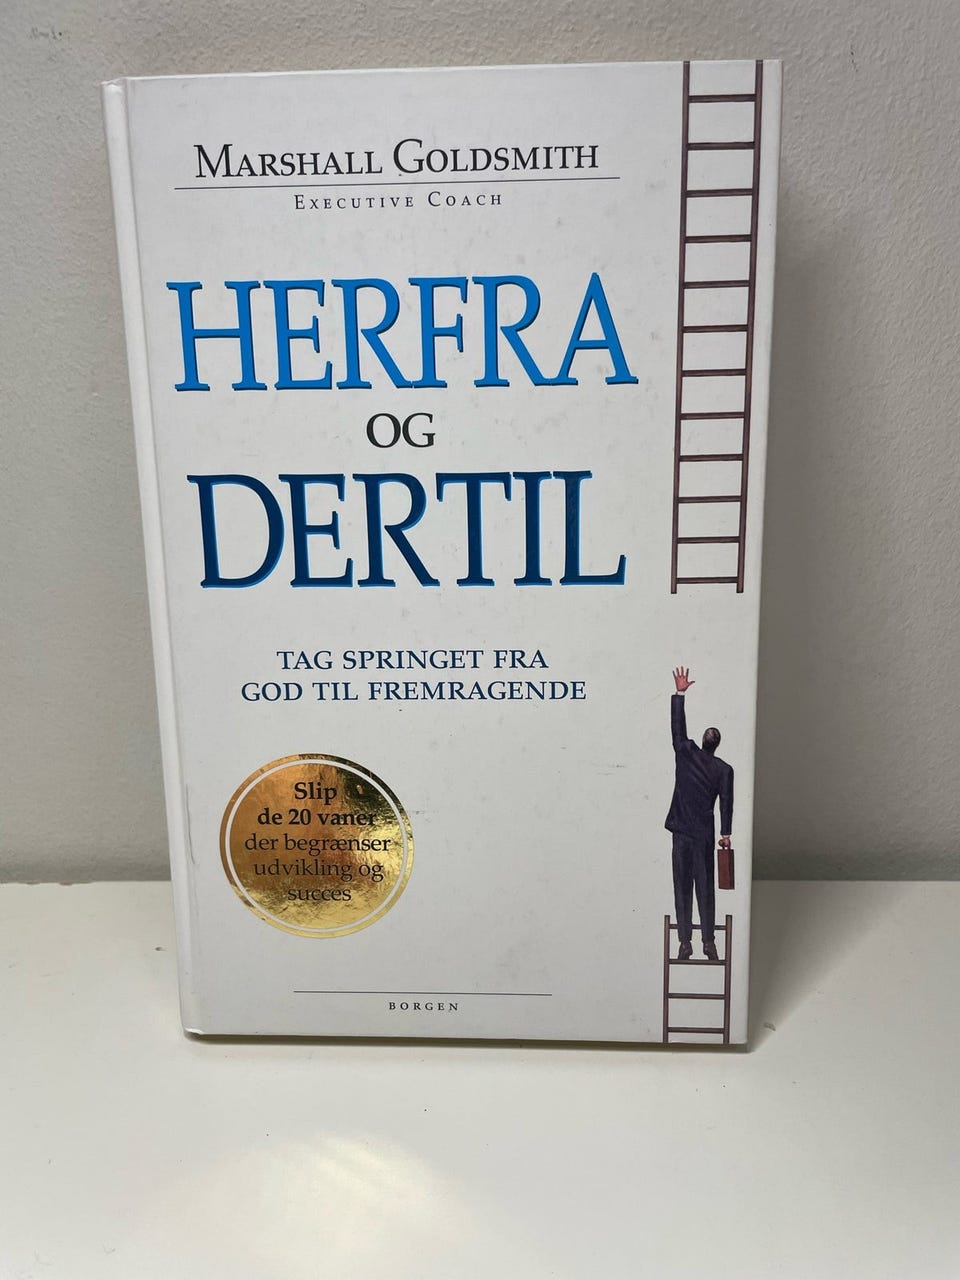 MARSHALL GOLDSMITH
EXECUTIVE COACH
HERFRA
OG
DERTIL
TAG SPRINGET FRA
GOD TIL FREMRAGENDE
Slip
de 20 vaner
der begrænser
udvikling og
succes
BORGEN